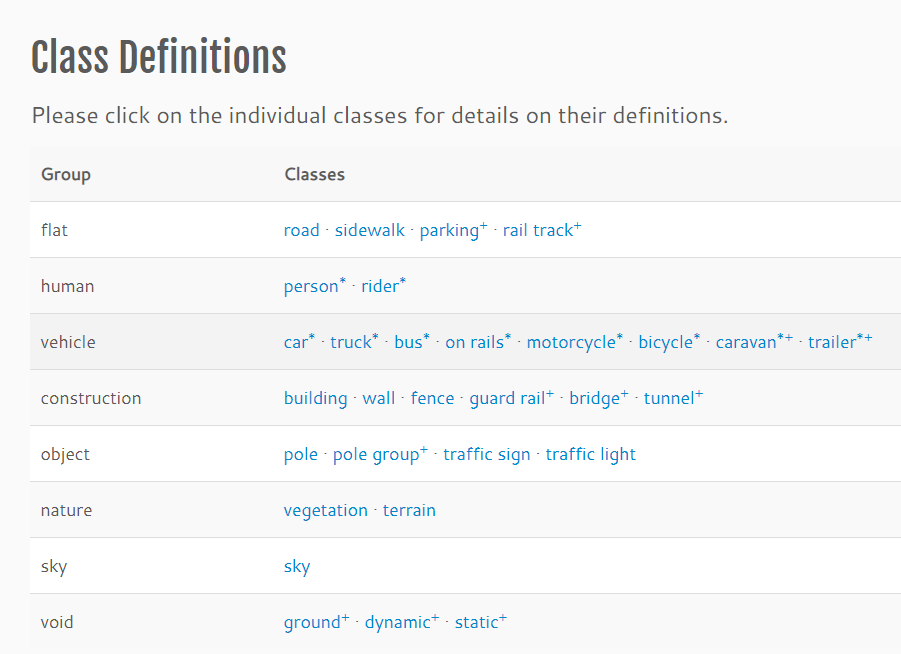 Class Definitions
Please click on the individual classes for details on their definitions.
Group Classes
flat road · sidewalk · parking+ · rail track+
human person* · rider*
vehicle car* · truck* · bus* · on rails* · motorcycle* · bicycle* · caravan*+ · trailer*+
construction building · wall · fence · guard rail+ · bridge+ · tunnel+
object pole · pole group+ · traffic sign · traffic light
nature vegetation · terrain
sky sky
void ground+ · dynamic+ · static+